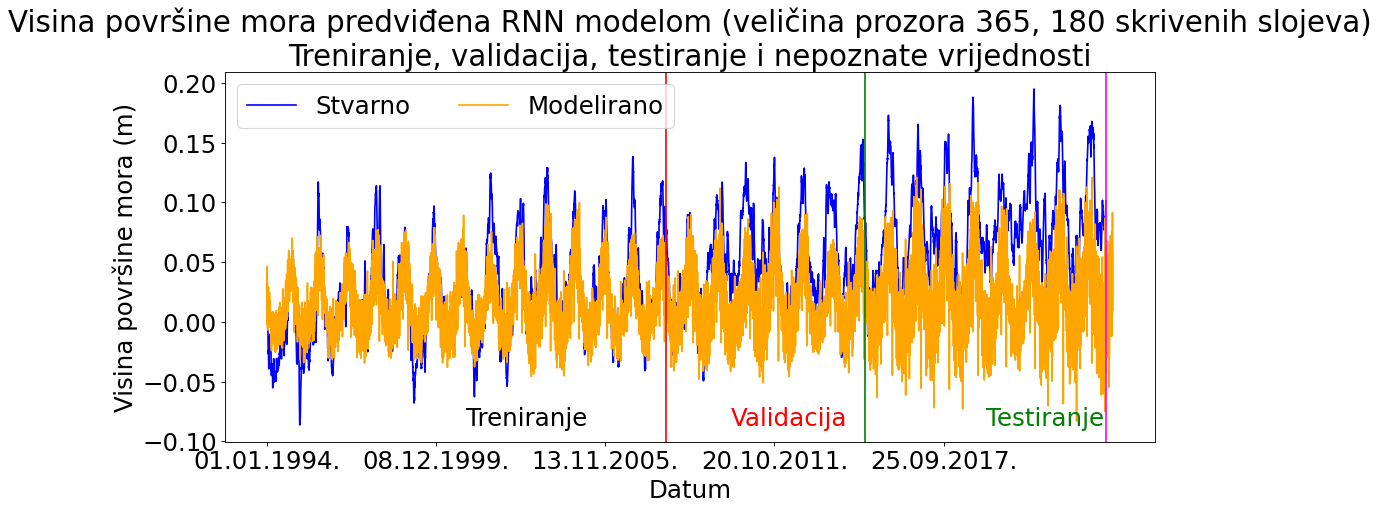 Visina površine mora predviđena RNN modelom (veličina prozora 365, 180 skrivenih slojeva)
Treniranje, validacija, testiranje i nepoznate vrijednosti
Stvarno
Modelirano
Visina površine mora (m)
0.20
0.15
0.10
0.05
0.00
−0.05
−0.10
Treniranje
Validacija
Testiranje
01.01.1994.
08.12.1999.
13.11.2005.
20.10.2011.
25.09.2017.
Datum